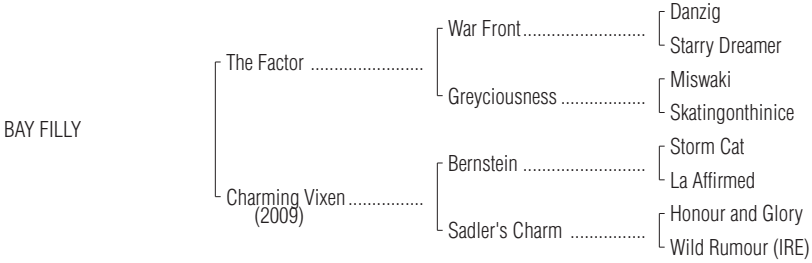 Danzig
War Front..........................
Starry Dreamer
The Factor ........................
Miswaki
Greyciousness ..................
Skatingonthinice
BAY FILLY
Storm Cat
Bernstein ..........................
La Affirmed
Charming Vixen................
(2009)
Honour and Glory
Sadler's Charm ................
Wild Rumour (IRE)